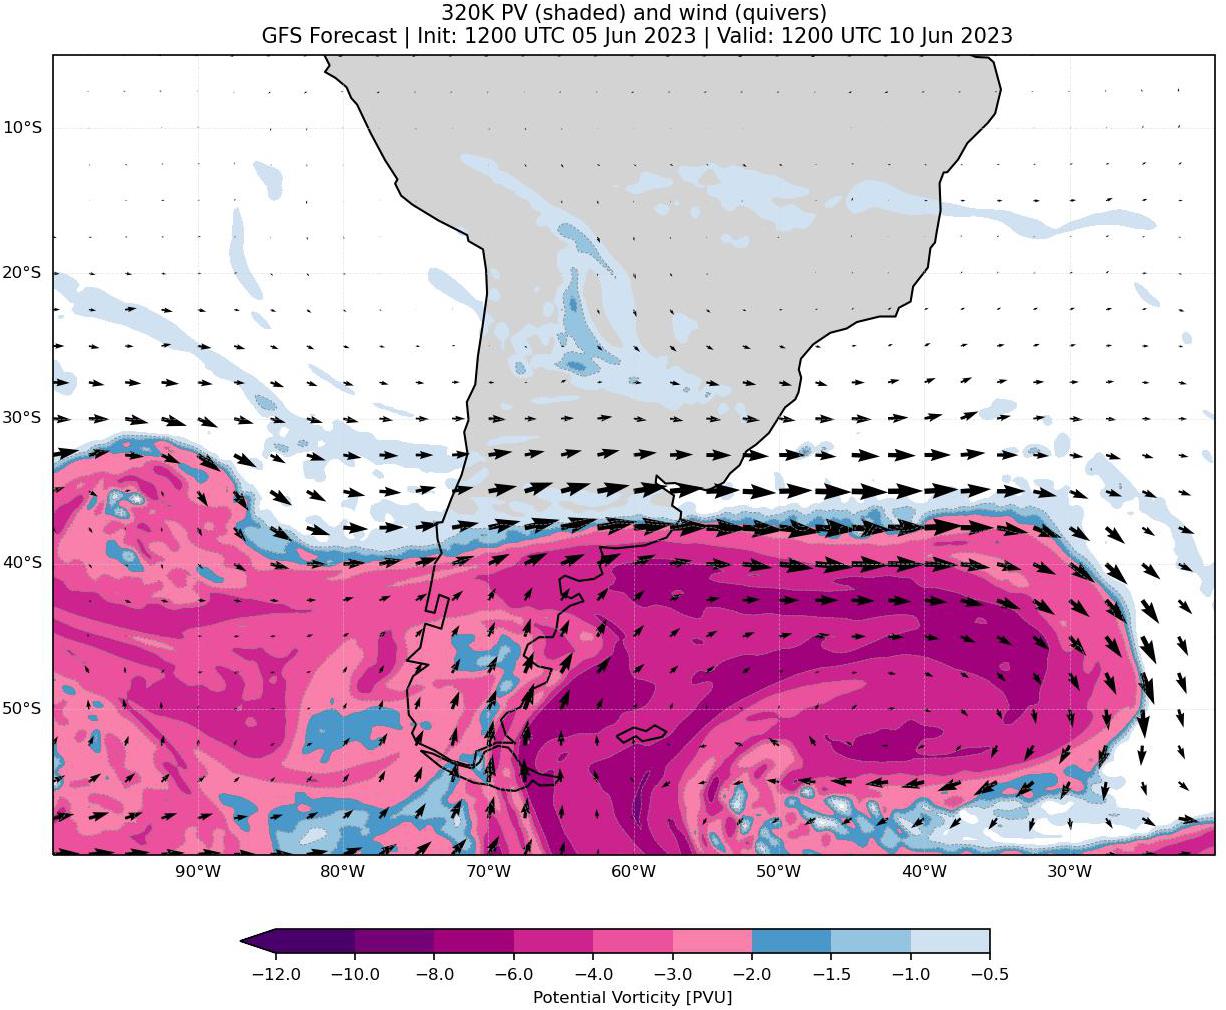 320K PV (shaded) and wind (quivers)
GFS Forecast | Init: 1200 UTC 05 Jun 2023 | Valid: 1200 UTC 10 Jun 2023
10°S
20°S
30°S
40°S
50°S
90°W 80°W 70°W 60°W 50°W 40°W 30°W
−12.0 −10.0 −8.0 −6.0 −4.0 −3.0 −2.0 −1.5 −1.0 −0.5
Potential Vorticity [PVU]